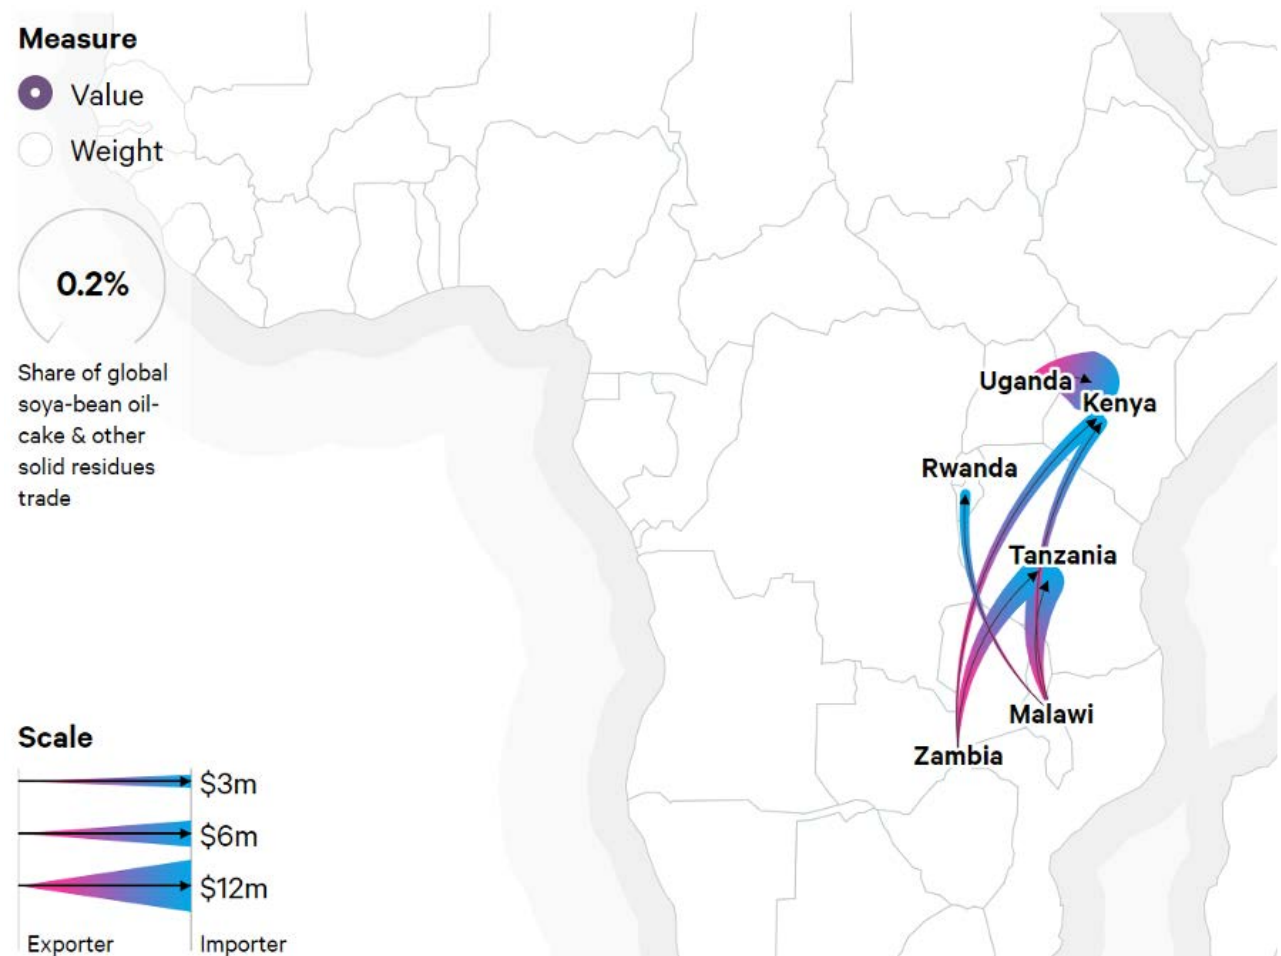 Measure
Value
Weight
0.2%
Share of global
soya-bean oil-
cake & other
solid residues
trade
Uganda
Kenya
Rwanda
Tanzania
Malawi
Zambia
Scale
$3m
$6m
$12m
Exporter
Importer